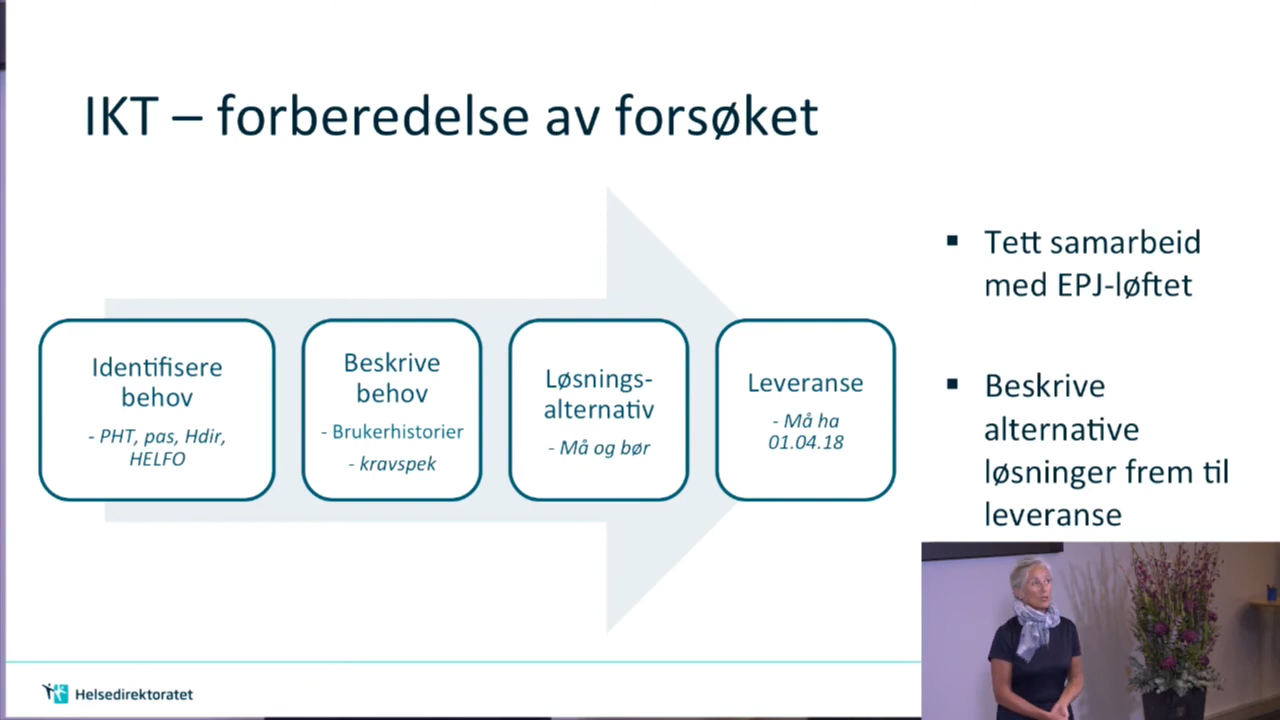 IKT – forberedelse av forsøket
Identifisere
behov
- PHT, pas, Hdir,
HELFO
Beskrive
behov
- Brukerhistorier
- kravspek
Løsnings-
alternativ
- Må og bør
Leveranse
- Må ha
01.04.18
▪ Tett samarbeid
med EPJ-løftet
▪ Beskrive
alternative
løsninger frem til
leveranse
Helsedirektoratet